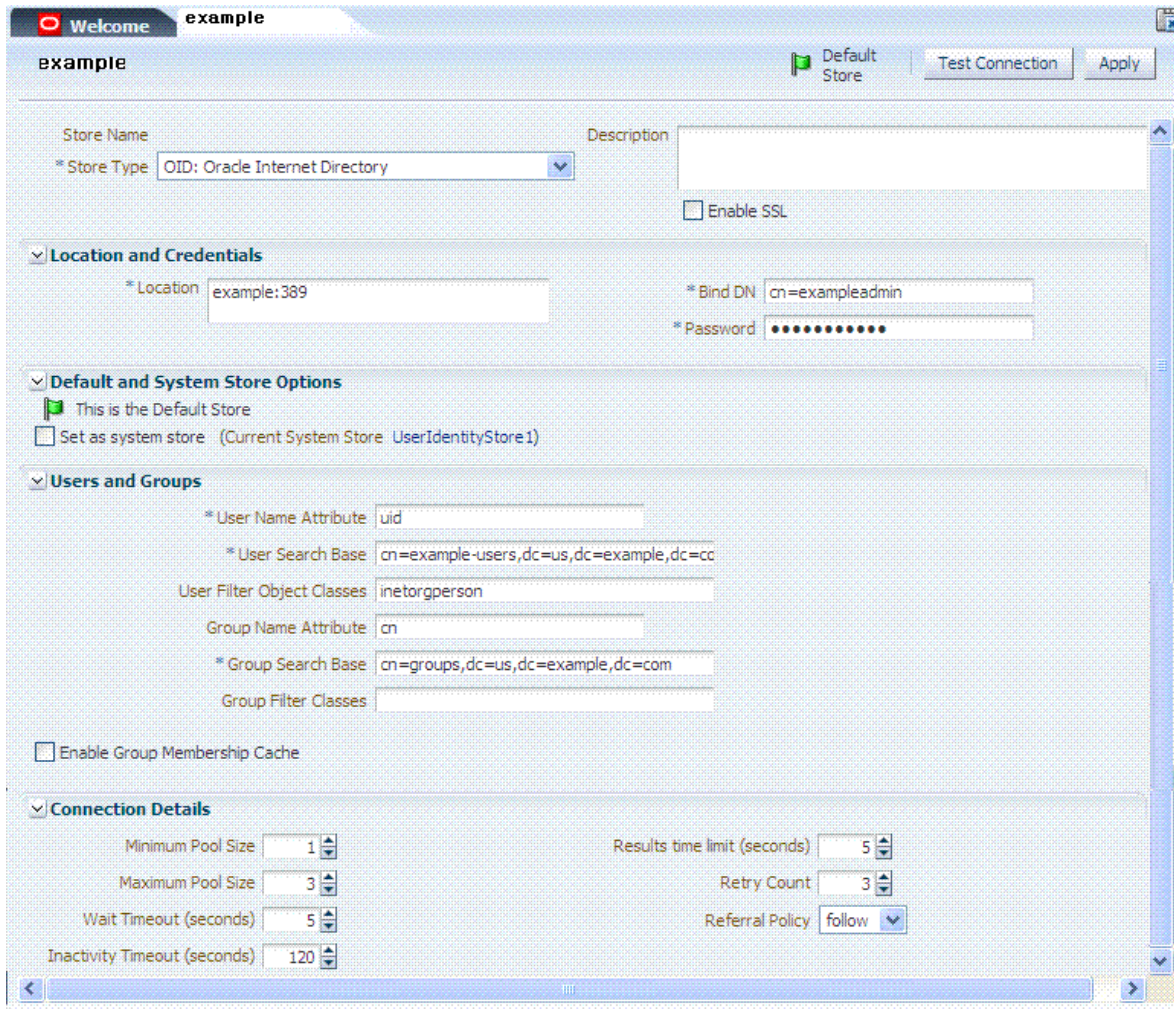 Welcome
example
example
Default Store
Test Connection
Apply
Store Name
Description
* Store Type OID: Oracle Internet Directory
Enable SSL
Location and Credentials
* Location example:389
* Bind DN cn=exampleadmin
* Password •••••••••••
Default and System Store Options
This is the Default Store
Set as system store (Current System Store UserIdentityStore1)
Users and Groups
* User Name Attribute uid
* User Search Base cn=example-users,dc=us,dc=example,dc=cc
User Filter Object Classes inetorgperson
Group Name Attribute cn
* Group Search Base cn=groups,dc=us,dc=example,dc=com
Group Filter Classes
Enable Group Membership Cache
Connection Details
Minimum Pool Size 1
Results time limit (seconds) 5
Maximum Pool Size 3
Retry Count 3
Wait Timeout (seconds) 5
Referral Policy follow
Inactivity Timeout (seconds) 120